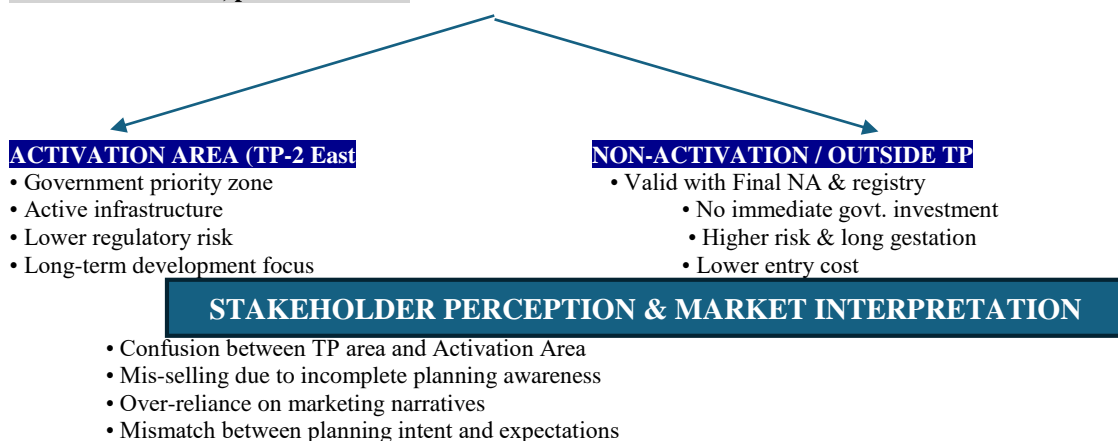 ACTIVATION AREA (TP-2 East
NON-ACTIVATION / OUTSIDE TP
• Government priority zone
• Valid with Final NA & registry
• Active infrastructure
• No immediate govt. investment
• Lower regulatory risk
• Higher risk & long gestation
• Long-term development focus
• Lower entry cost
STAKEHOLDER PERCEPTION & MARKET INTERPRETATION
• Confusion between TP area and Activation Area
• Mis-selling due to incomplete planning awareness
• Over-reliance on marketing narratives
• Mismatch between planning intent and expectations